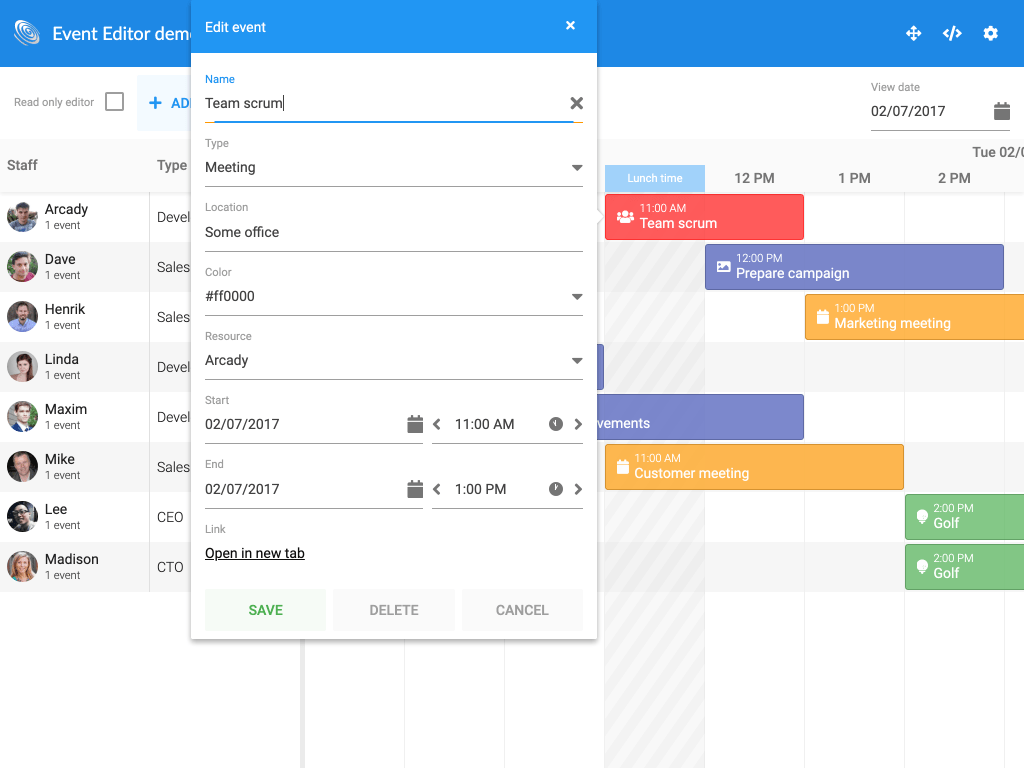 Event Editor dem
Edit event
Read only editor
AD
View date
02/07/2017
Name
Team scrum
Type
Meeting
Location
Some office
Color
#ff0000
Resource
Arcady
Start
02/07/2017
11:00 AM
End
02/07/2017
1:00 PM
Link
Open in new tab
SAVE
DELETE
CANCEL
Staff
Type
Tue 02/0
Lunch time
12 PM
1 PM
2 PM
Arcady
1 event
Devel
11:00 AM
Team scrum
Dave
1 event
Sales
12:00 PM
Prepare campaign
Henrik
1 event
Sales
1:00 PM
Marketing meeting
Linda
1 event
Devel
Maxim
1 event
Devel
vements
Mike
1 event
Sales
11:00 AM
Customer meeting
Lee
1 event
CEO
2:00 PM
Golf
Madison
1 event
CTO
2:00 PM
Golf